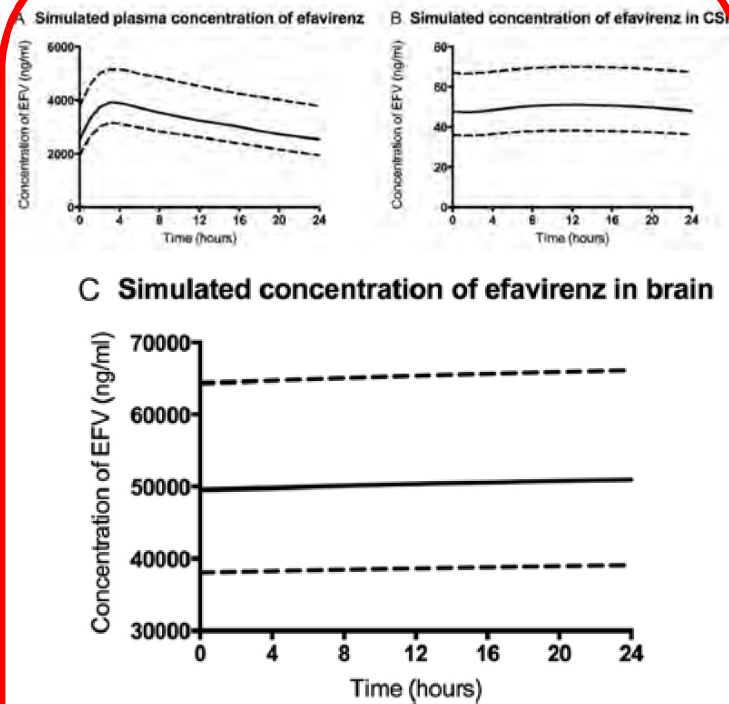 A Simulated plasma concentration of efavirenz
B Simulated concentration of efavirenz in CSF
Concentration of EFV (ng/ml)
6000
4000
2000
0
0 4 8 12 16 20 24
Time (hours)
Concentration of EFV (ng/ml)
80
60
40
20
0
0 4 8 12 16 20 24
Time (hours)
C Simulated concentration of efavirenz in brain
Concentration of EFV (ng/ml)
70000
60000
50000
40000
30000
0 4 8 12 16 20 24
Time (hours)